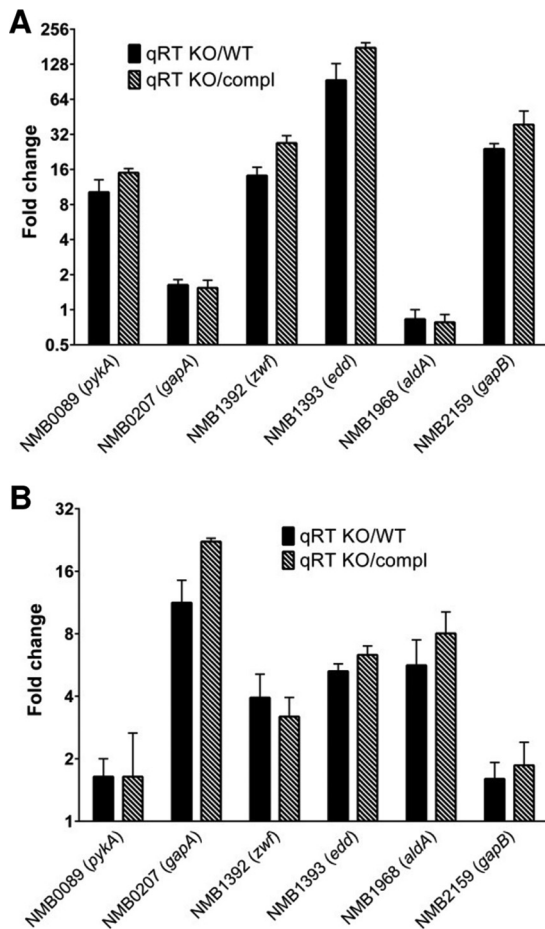 A
Fold change
256
128
64
32
16
8
4
2
1
0.5
qRT KO/WT
qRT KO/compl
NMB0089 (pykA)
NMB0207 (gapA)
NMB1392 (zwf)
NMB1393 (edd)
NMB1968 (aldA)
NMB2159 (gapB)
B
Fold change
32
16
8
4
2
1
qRT KO/WT
qRT KO/compl
NMB0089 (pykA)
NMB0207 (gapA)
NMB1392 (zwf)
NMB1393 (edd)
NMB1968 (aldA)
NMB2159 (gapB)